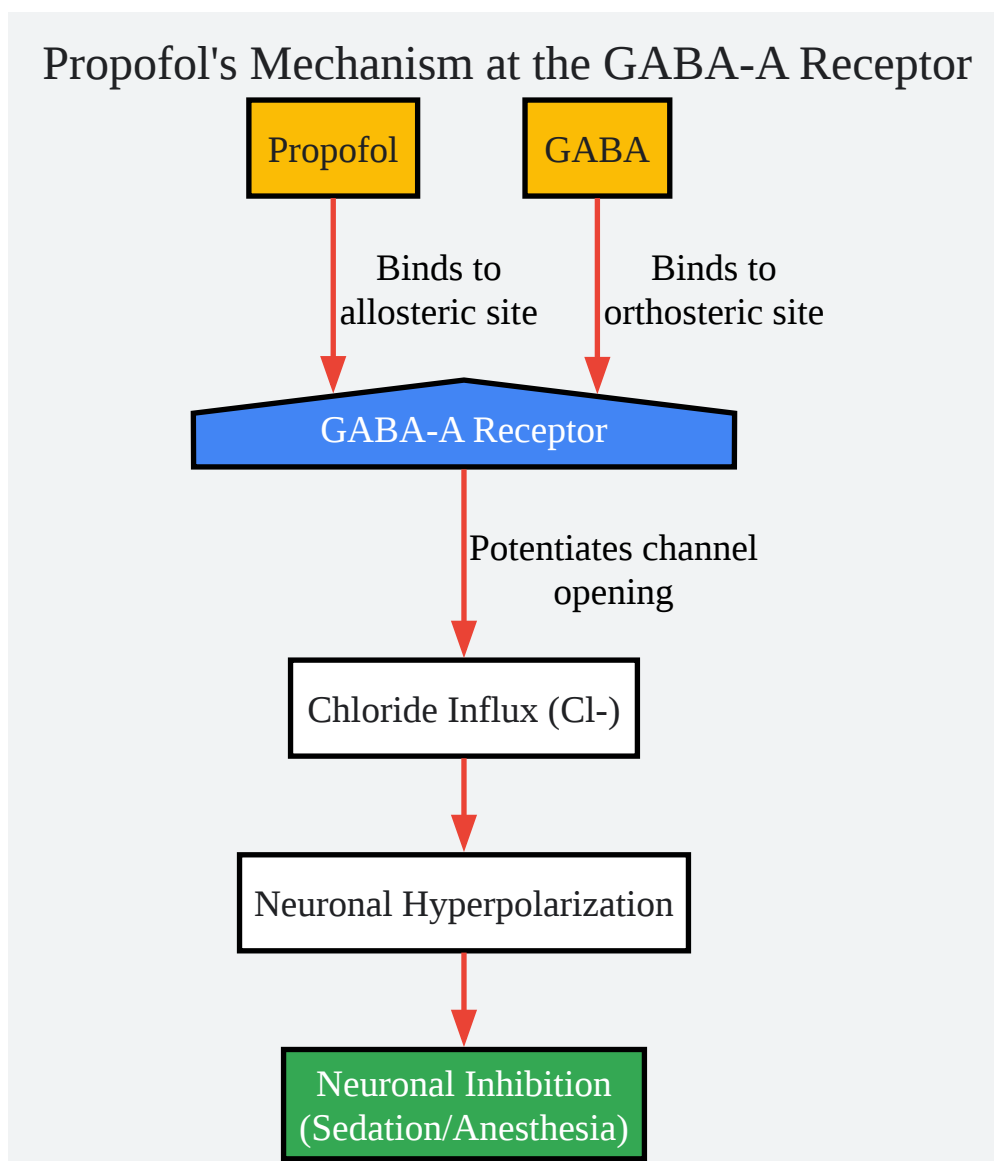 Propofol's Mechanism at the GABA-A Receptor
Propofol
GABA
Binds to
allosteric site
Binds to
orthosteric site
GABA-A Receptor
Potentiates channel
opening
Chloride Influx (Cl-)
Neuronal Hyperpolarization
Neuronal Inhibition
(Sedation/Anesthesia)